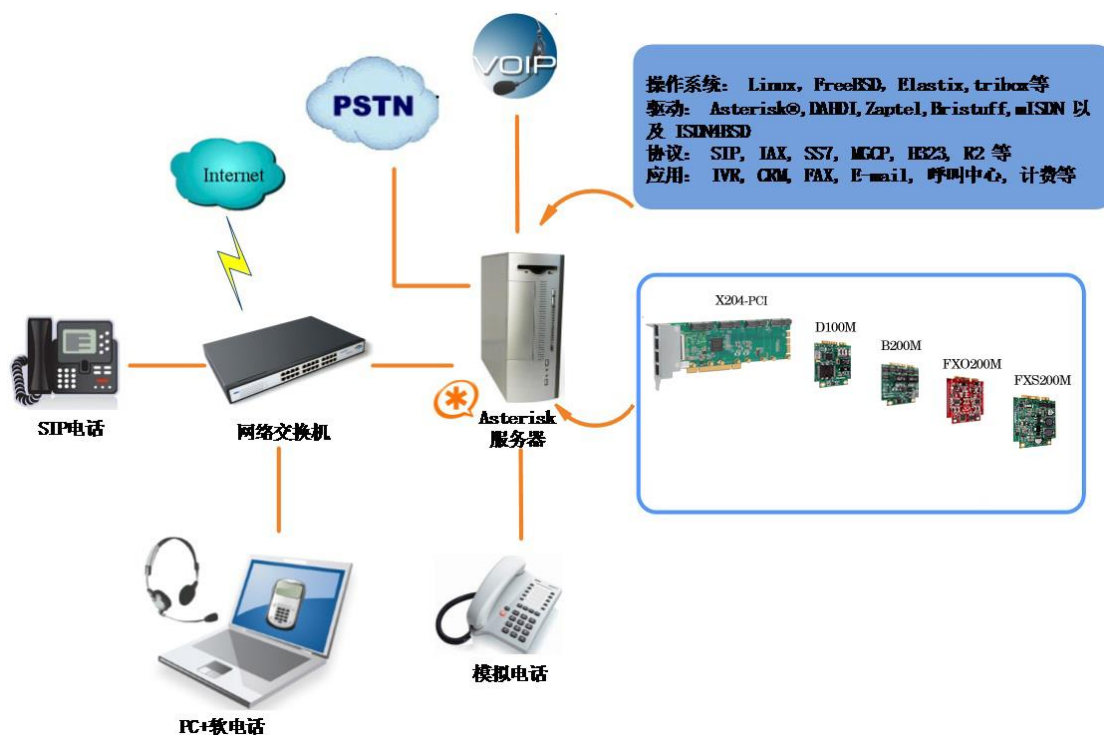 VOIP
PSTN
Internet
操作系统： Linux, FreeBSD, Elastix,tribox等
驱动： Asterisk®,DAHDI,Zaptel,Bristuff,mISDN 以
及 ISDN4BSD
协议： SIP, IAX, SS7, MGCP, H323, R2 等
应用： IVR, CRM, FAX, E-mail, 呼叫中心, 计费等
X204-PCI
D100M
B200M
FXO200M
FXS200M
SIP电话
网络交换机
Asterisk
服务器
模拟电话
PC+软电话